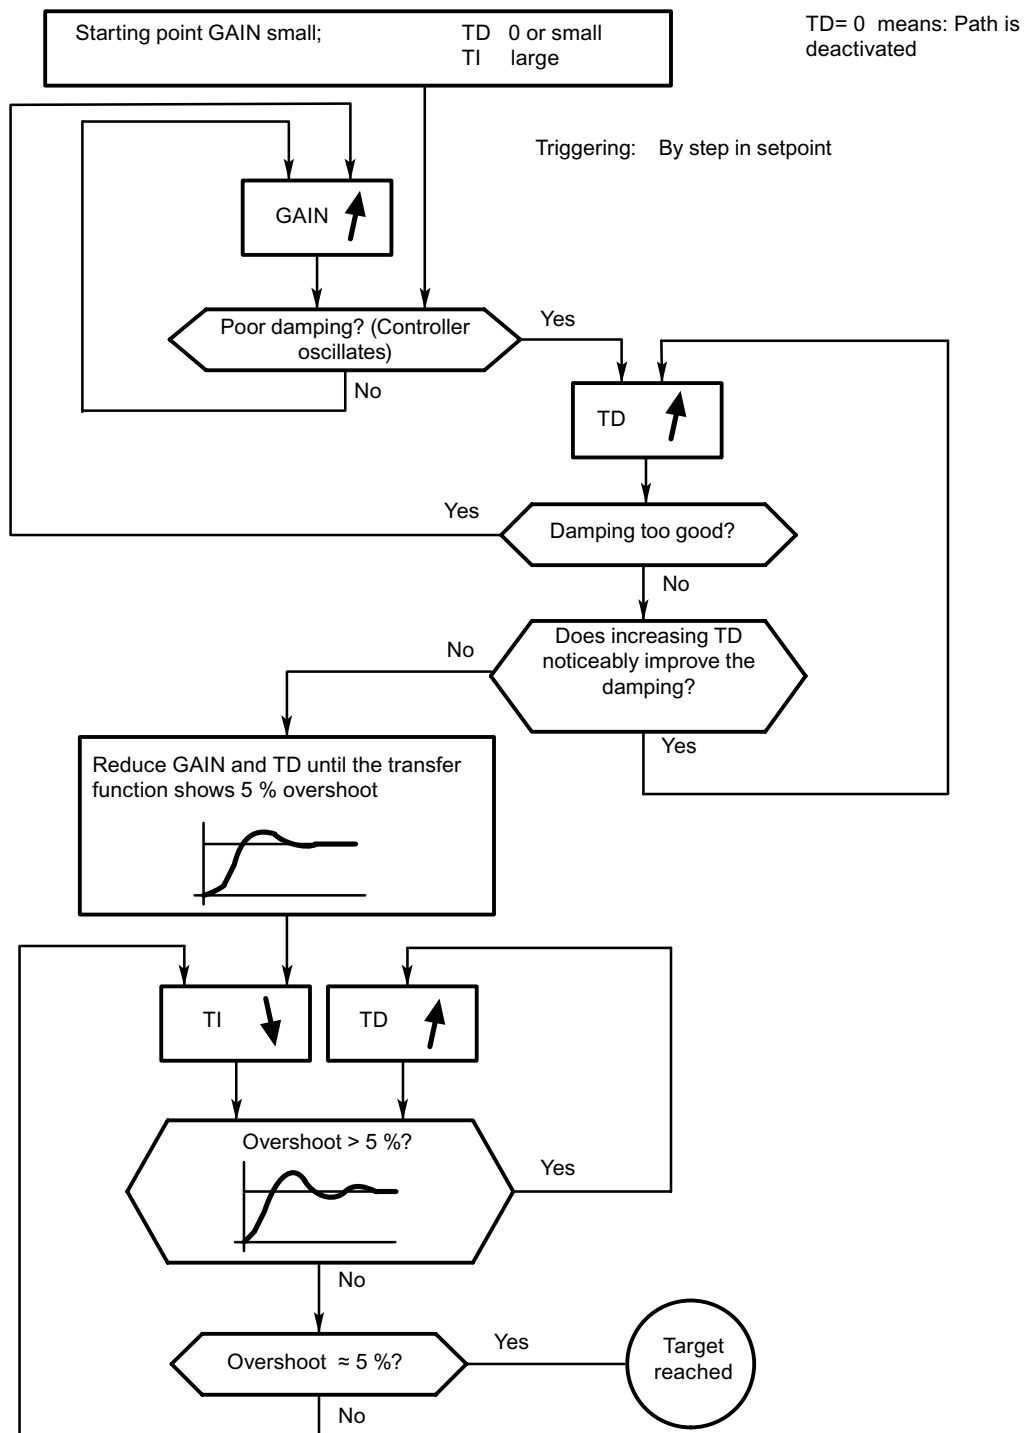 Starting point GAIN small; TD 0 or small
TI large
TD= 0 means: Path is
deactivated
Triggering: By step in setpoint
GAIN
Poor damping? (Controller
oscillates)
Yes
No
TD
Yes
Damping too good?
No
Does increasing TD
noticeably improve the
damping?
No
Yes
Reduce GAIN and TD until the transfer
function shows 5 % overshoot
TI
TD
Overshoot > 5 %?
Yes
No
Overshoot ≈ 5 %?
Yes
Target
reached
No